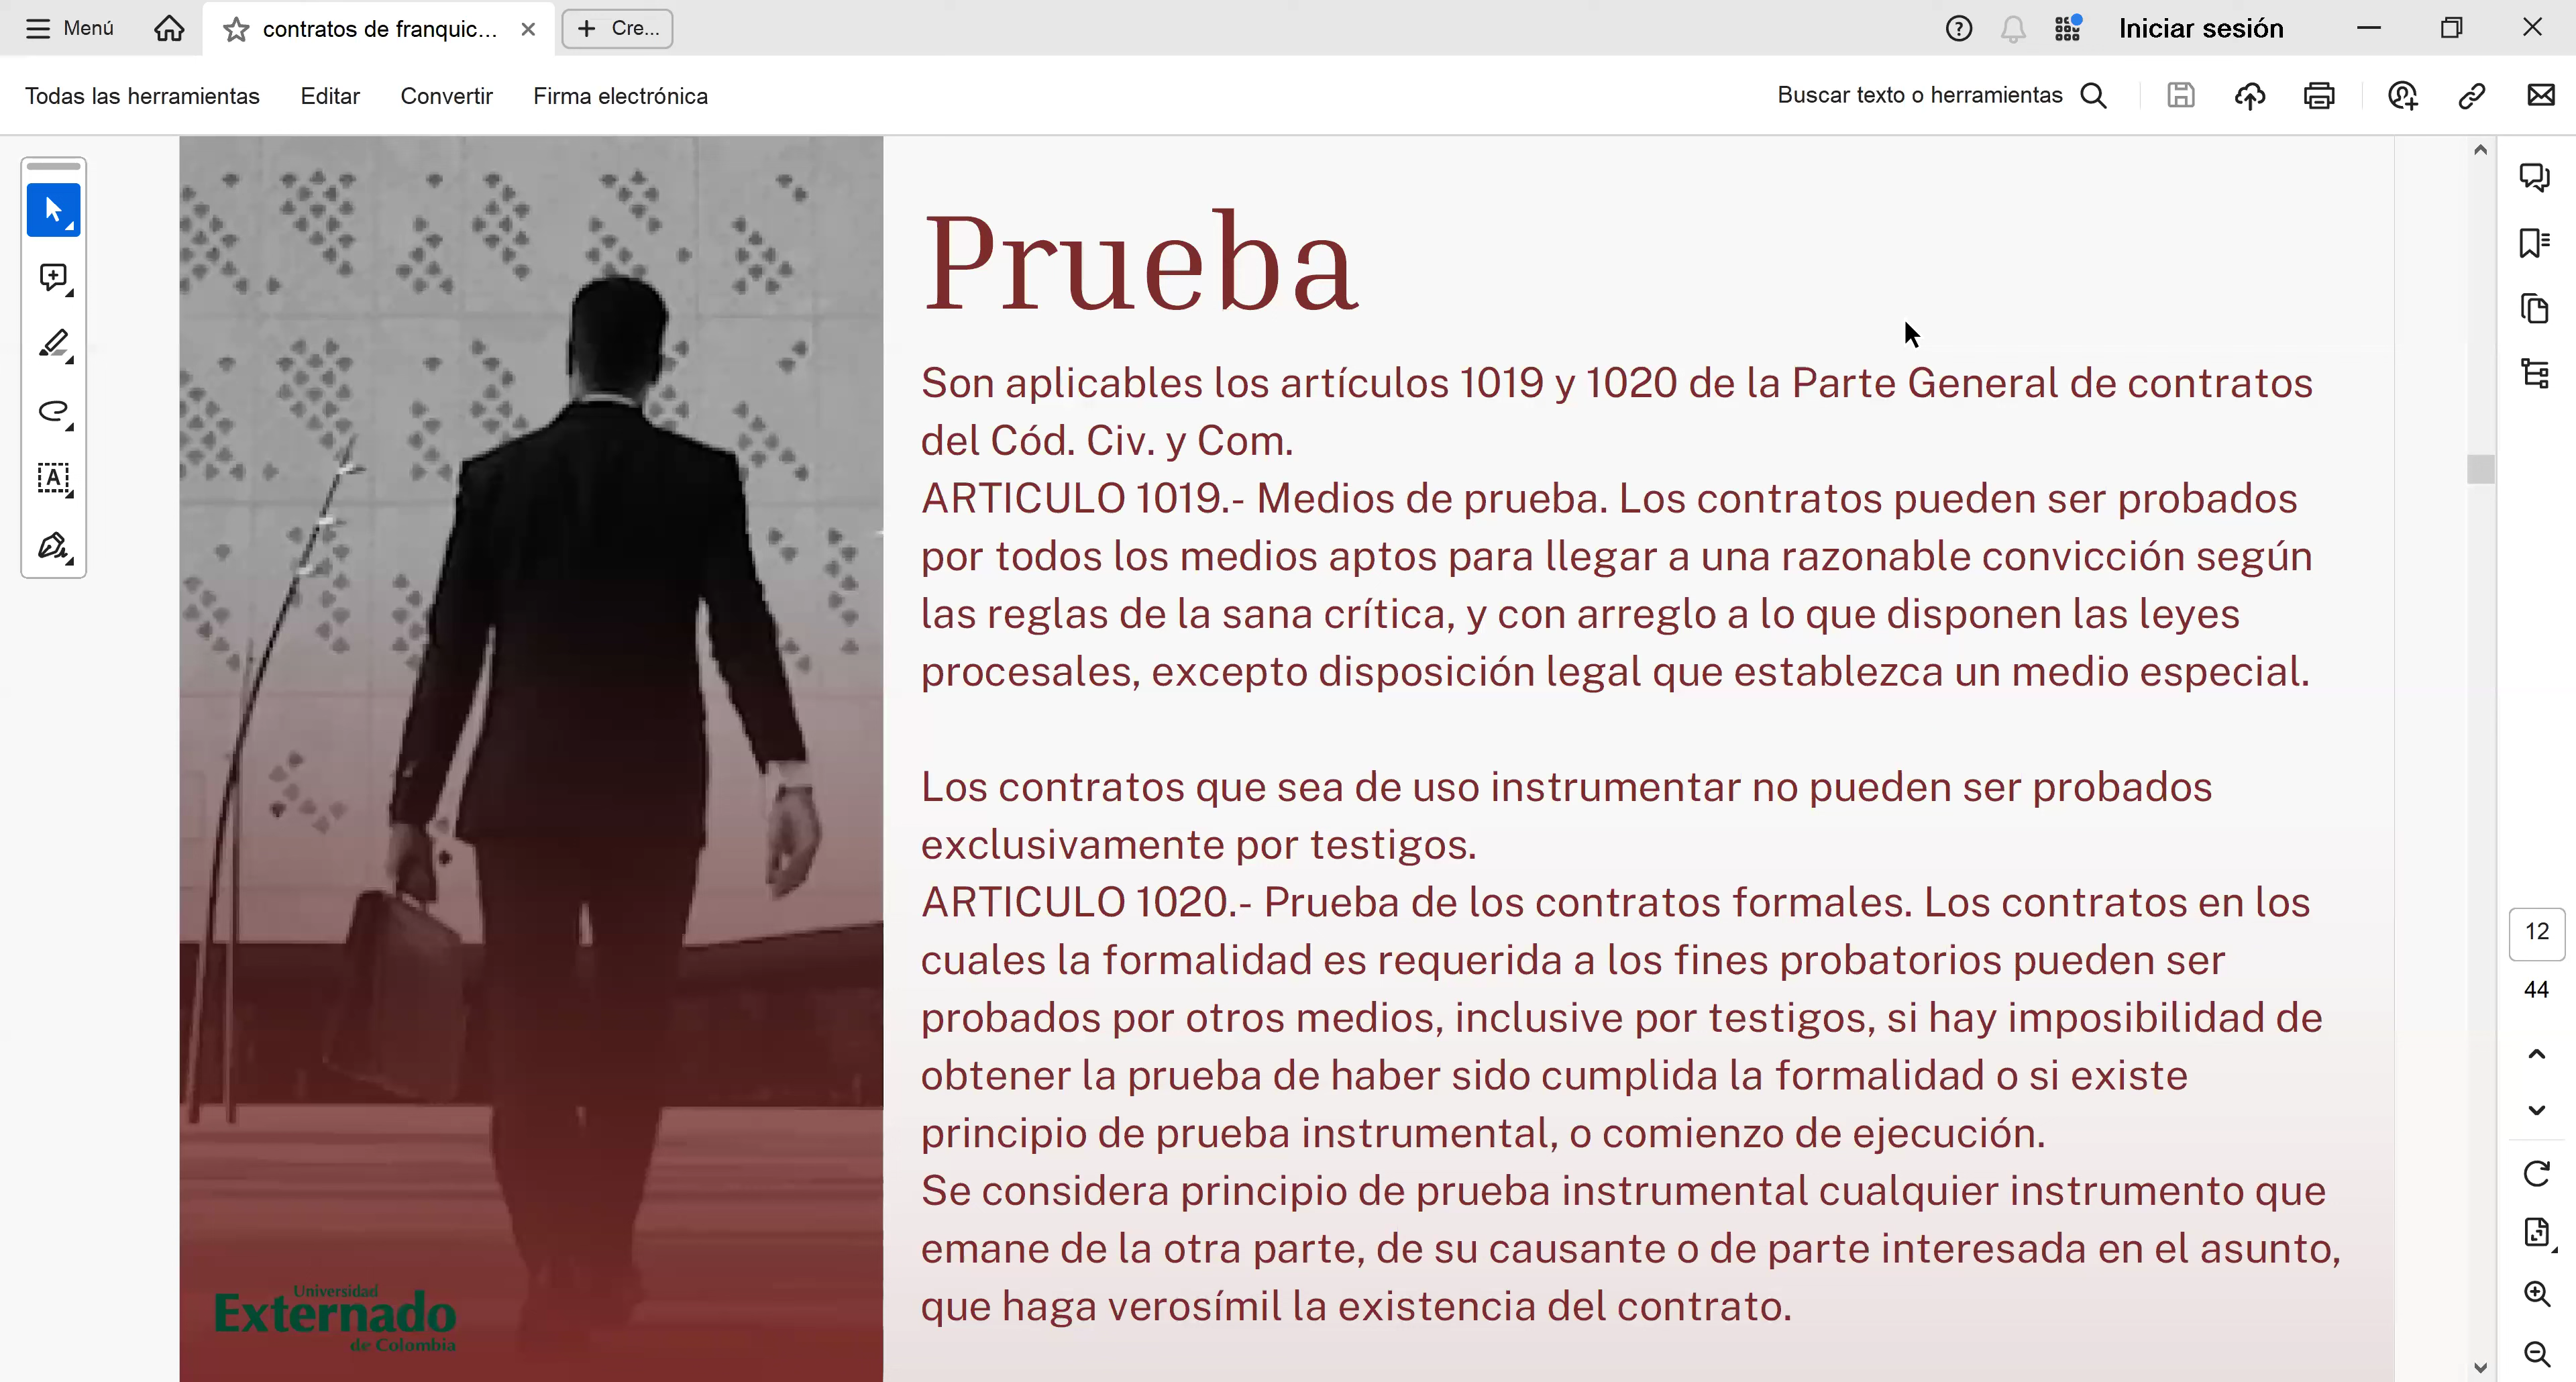 Menú
contratos de franquic...
Cre...
Iniciar sesión
Todas las herramientas
Editar
Convertir
Firma electrónica
Buscar texto o herramientas
Prueba
Son aplicables los artículos 1019 y 1020 de la Parte General de contratos
del Cód. Civ. y Com.
ARTICULO 1019.- Medios de prueba. Los contratos pueden ser probados
por todos los medios aptos para llegar a una razonable convicción según
las reglas de la sana crítica, y con arreglo a lo que disponen las leyes
procesales, excepto disposición legal que establezca un medio especial.
Los contratos que sea de uso instrumentar no pueden ser probados
exclusivamente por testigos.
ARTICULO 1020.- Prueba de los contratos formales. Los contratos en los
cuales la formalidad es requerida a los fines probatorios pueden ser
probados por otros medios, inclusive por testigos, si hay imposibilidad de
obtener la prueba de haber sido cumplida la formalidad o si existe
principio de prueba instrumental, o comienzo de ejecución.
Se considera principio de prueba instrumental cualquier instrumento que
emane de la otra parte, de su causante o de parte interesada en el asunto,
que haga verosímil la existencia del contrato.
Universidad
Externado
de Colombia
12
44